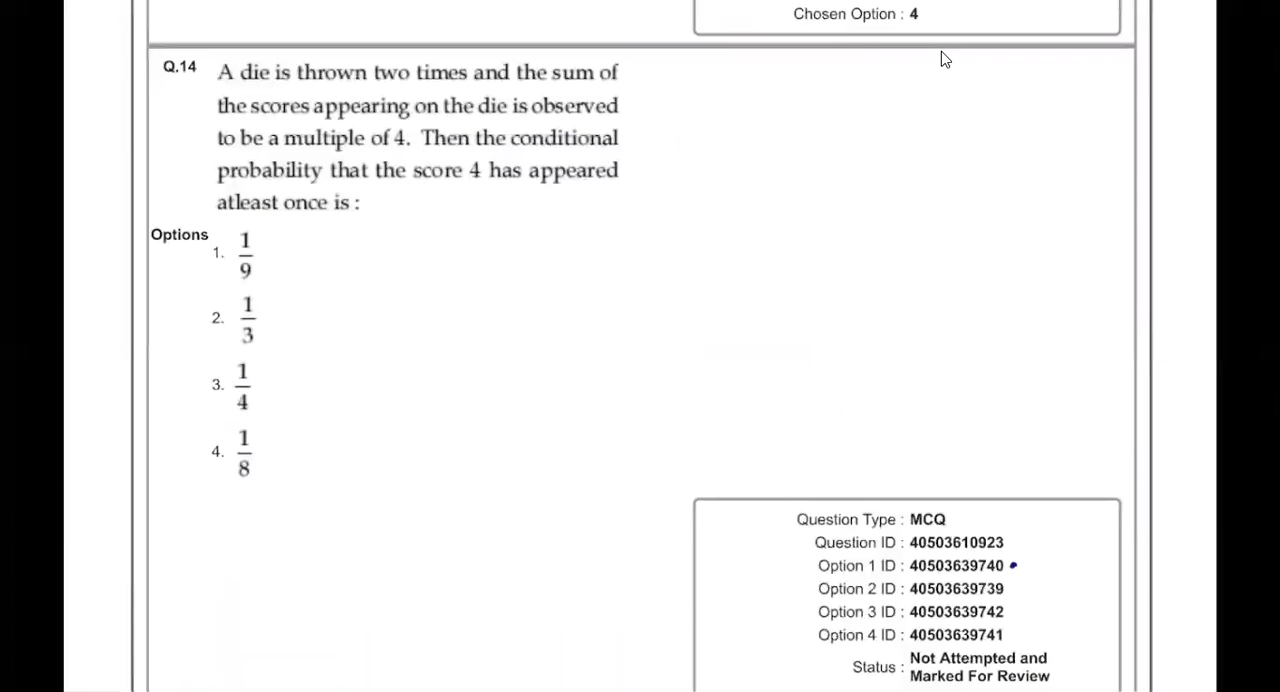 Chosen Option : 4
Q.14 A die is thrown two times and the sum of
the scores appearing on the die is observed
to be a multiple of 4. Then the conditional
probability that the score 4 has appeared
atleast once is :
Options
1. 1/9
2. 1/3
3. 1/4
4. 1/8
Question Type : MCQ
Question ID : 40503610923
Option 1 ID : 40503639740
Option 2 ID : 40503639739
Option 3 ID : 40503639742
Option 4 ID : 40503639741
Status : Not Attempted and
Marked For Review